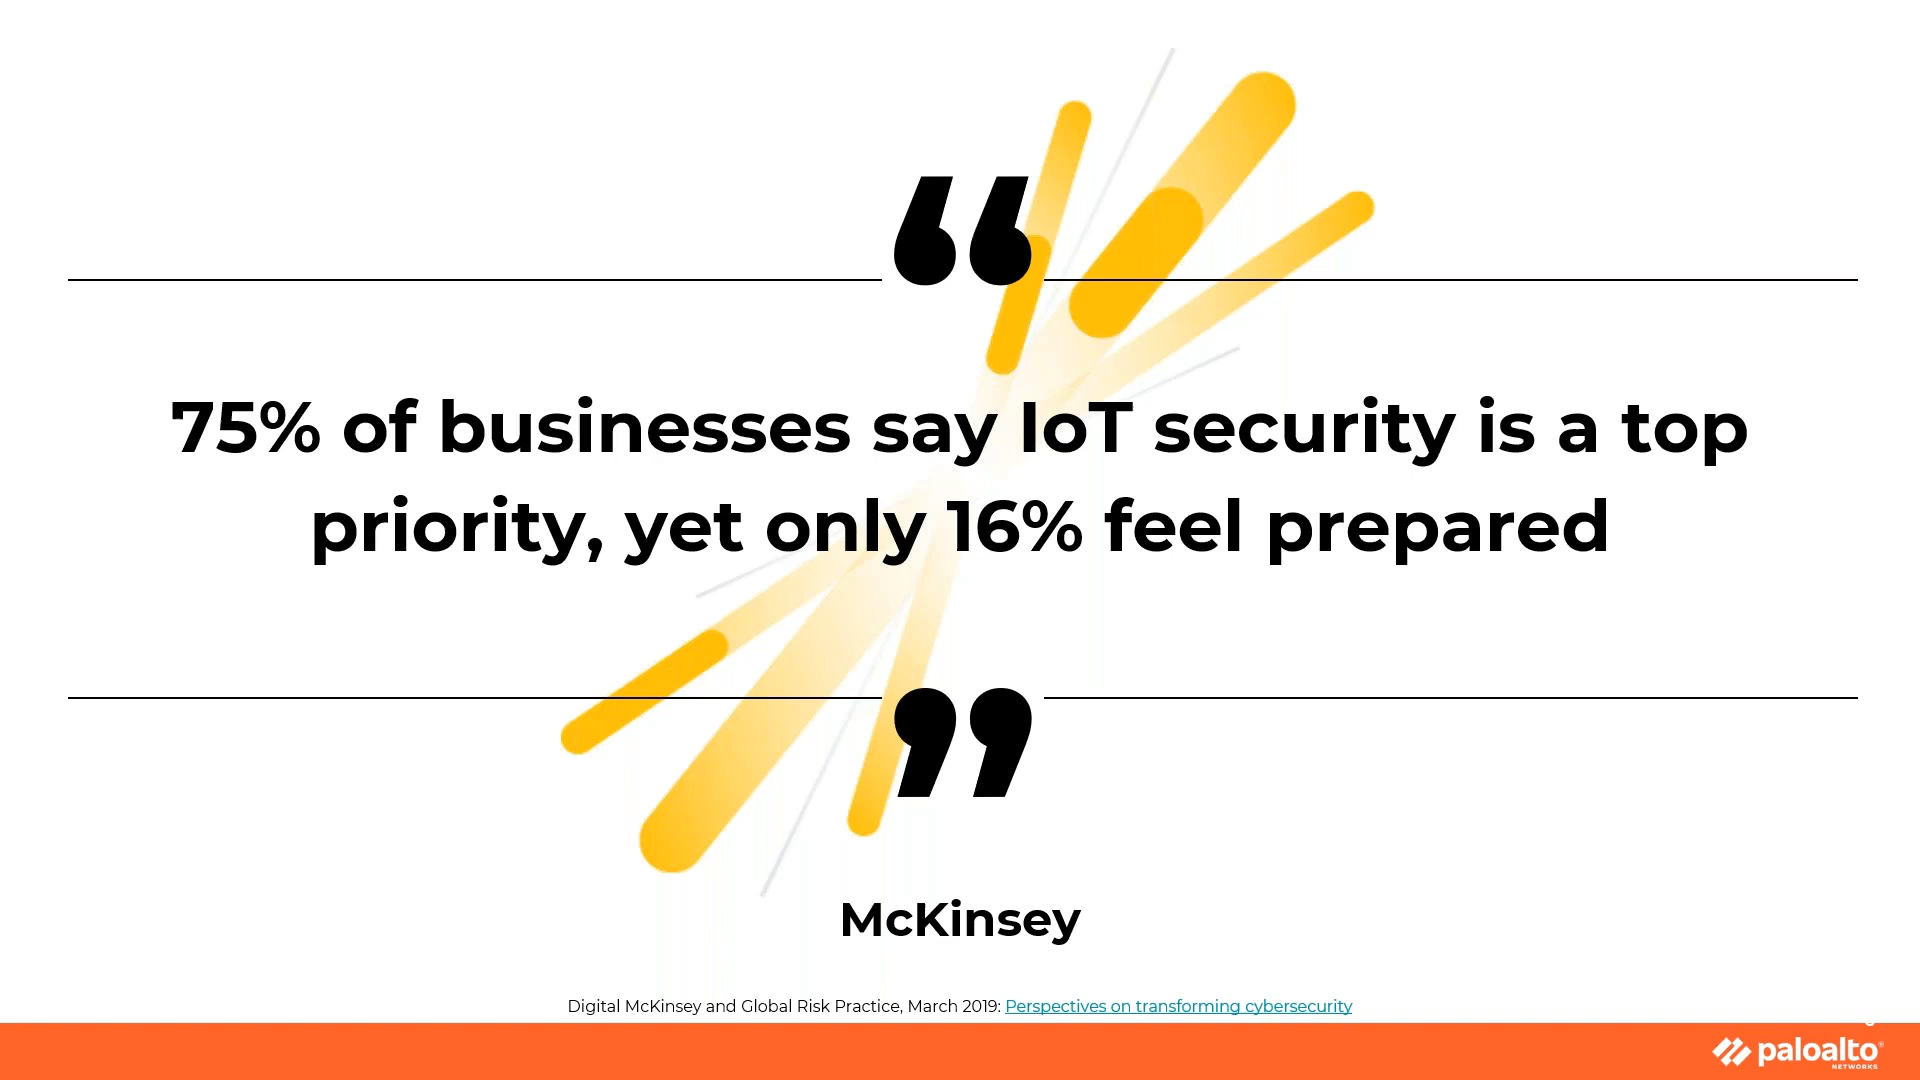 “
75% of businesses say IoT security is a top
priority, yet only 16% feel prepared
”
McKinsey
Digital McKinsey and Global Risk Practice, March 2019: Perspectives on transforming cybersecurity
paloalto®
NETWORKS